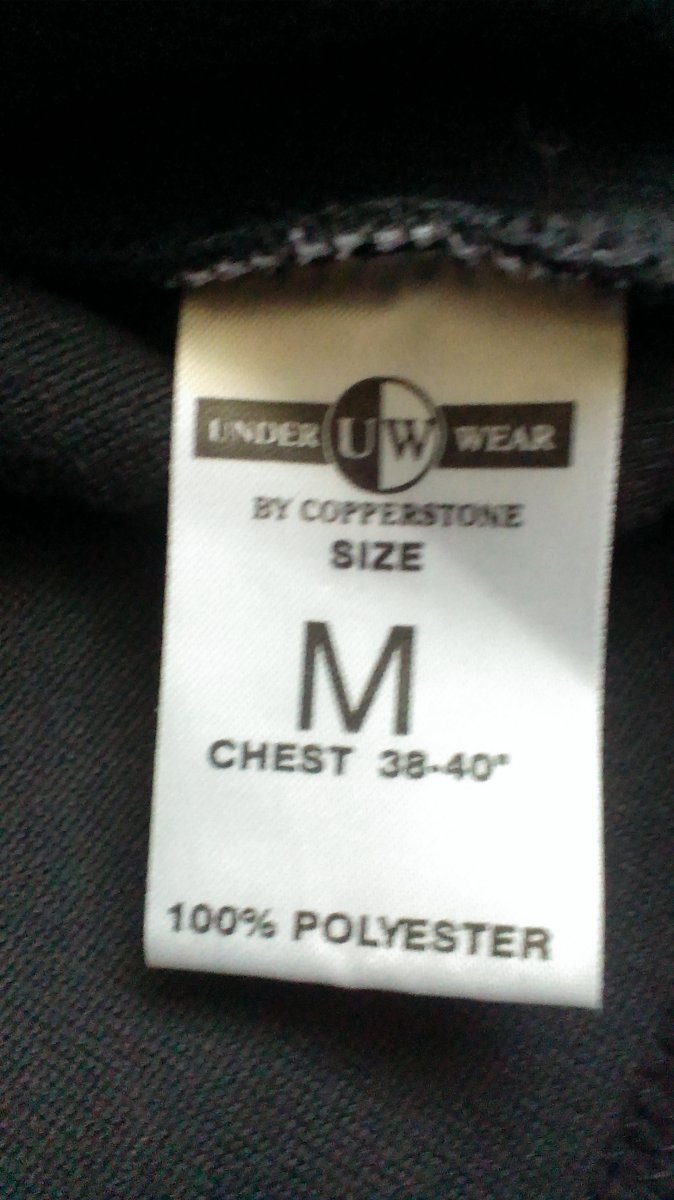 UNDER UW WEAR
BY COPPERSTONE
SIZE
M
CHEST 38-40"
100% POLYESTER